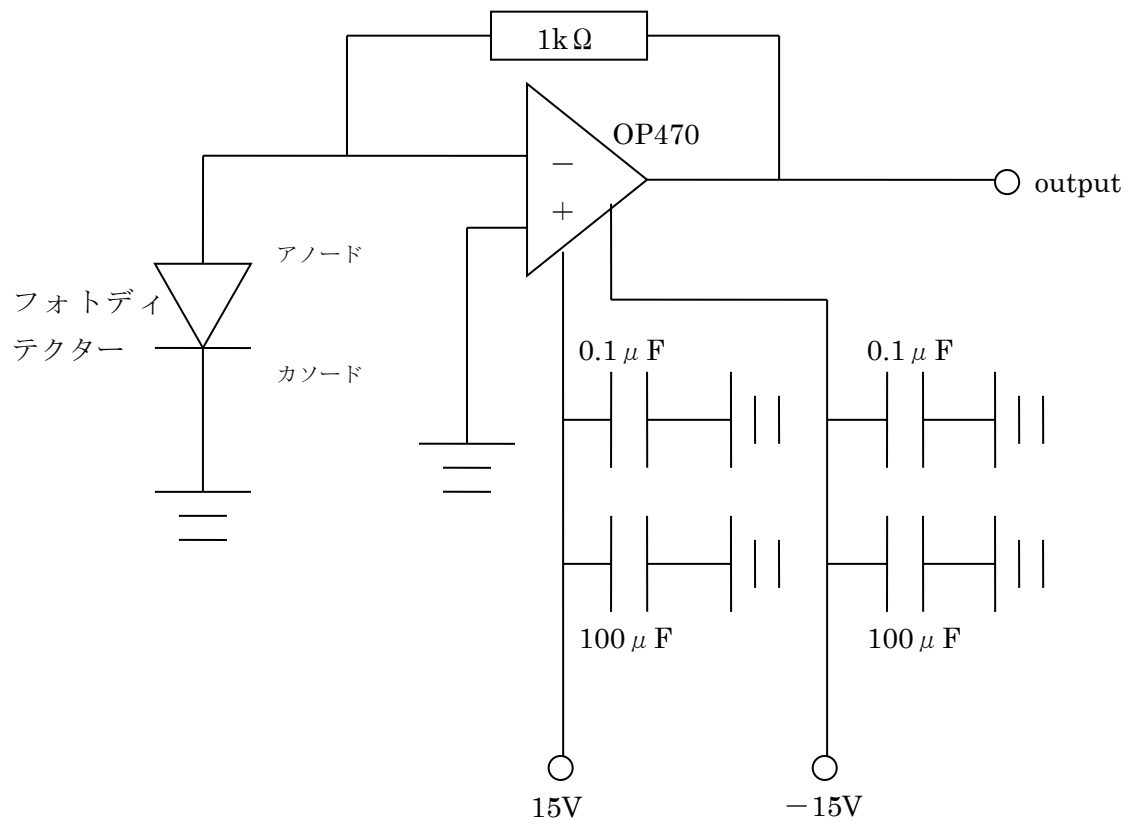 1kΩ
OP470
−
+
output
アノード
フォトディ
テクター
カソード
0.1μF
0.1μF
100μF
100μF
15V
−15V